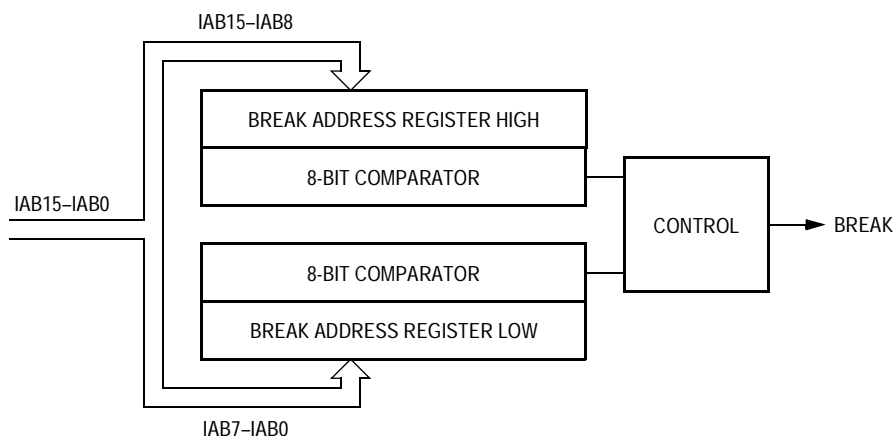 IAB15–IAB8
BREAK ADDRESS REGISTER HIGH
8-BIT COMPARATOR
IAB15–IAB0
CONTROL
BREAK
8-BIT COMPARATOR
BREAK ADDRESS REGISTER LOW
IAB7–IAB0